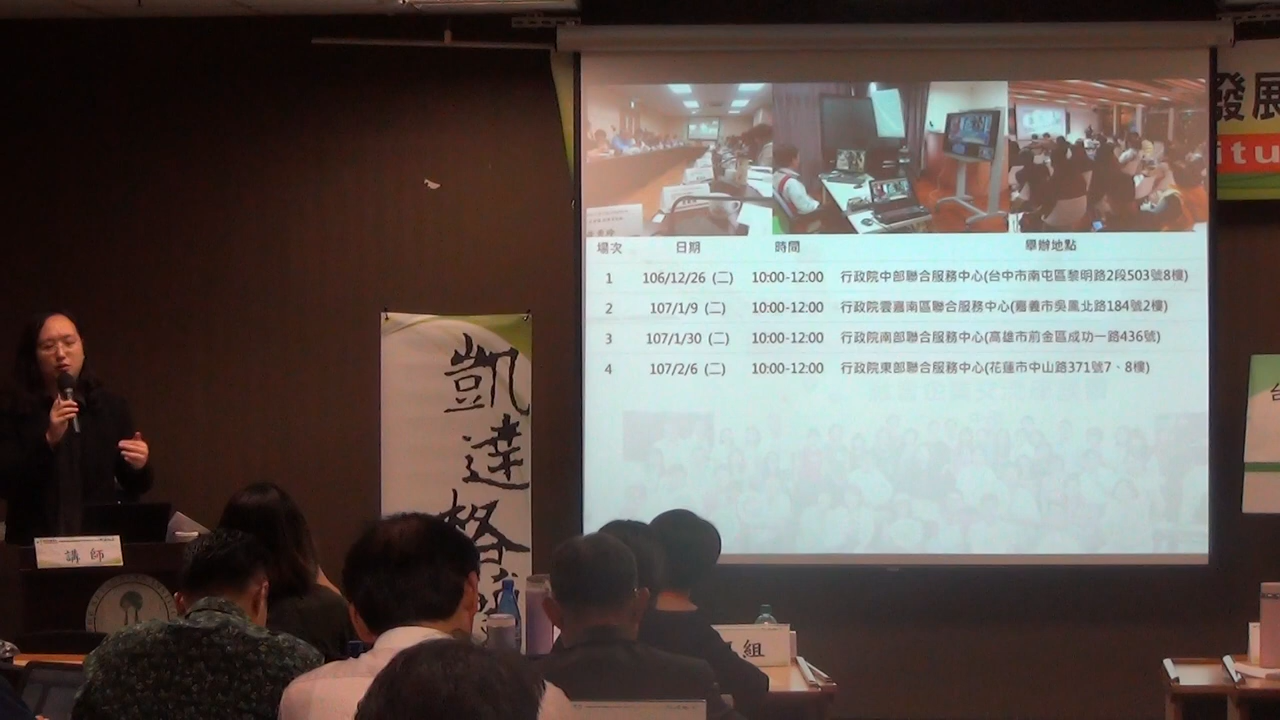 發展
itu
場次 日期 時間 舉辦地點
1 106/12/26 (二) 10:00-12:00 行政院中部聯合服務中心(台中市南屯區黎明路2段503號8樓)
2 107/1/9 (二) 10:00-12:00 行政院雲嘉南區聯合服務中心(嘉義市吳鳳北路184號2樓)
3 107/1/30 (二) 10:00-12:00 行政院南部聯合服務中心(高雄市前金區成功一路436號)
4 107/2/6 (二) 10:00-12:00 行政院東部聯合服務中心(花蓮市中山路371號7、8樓)
凱達格
講師
組